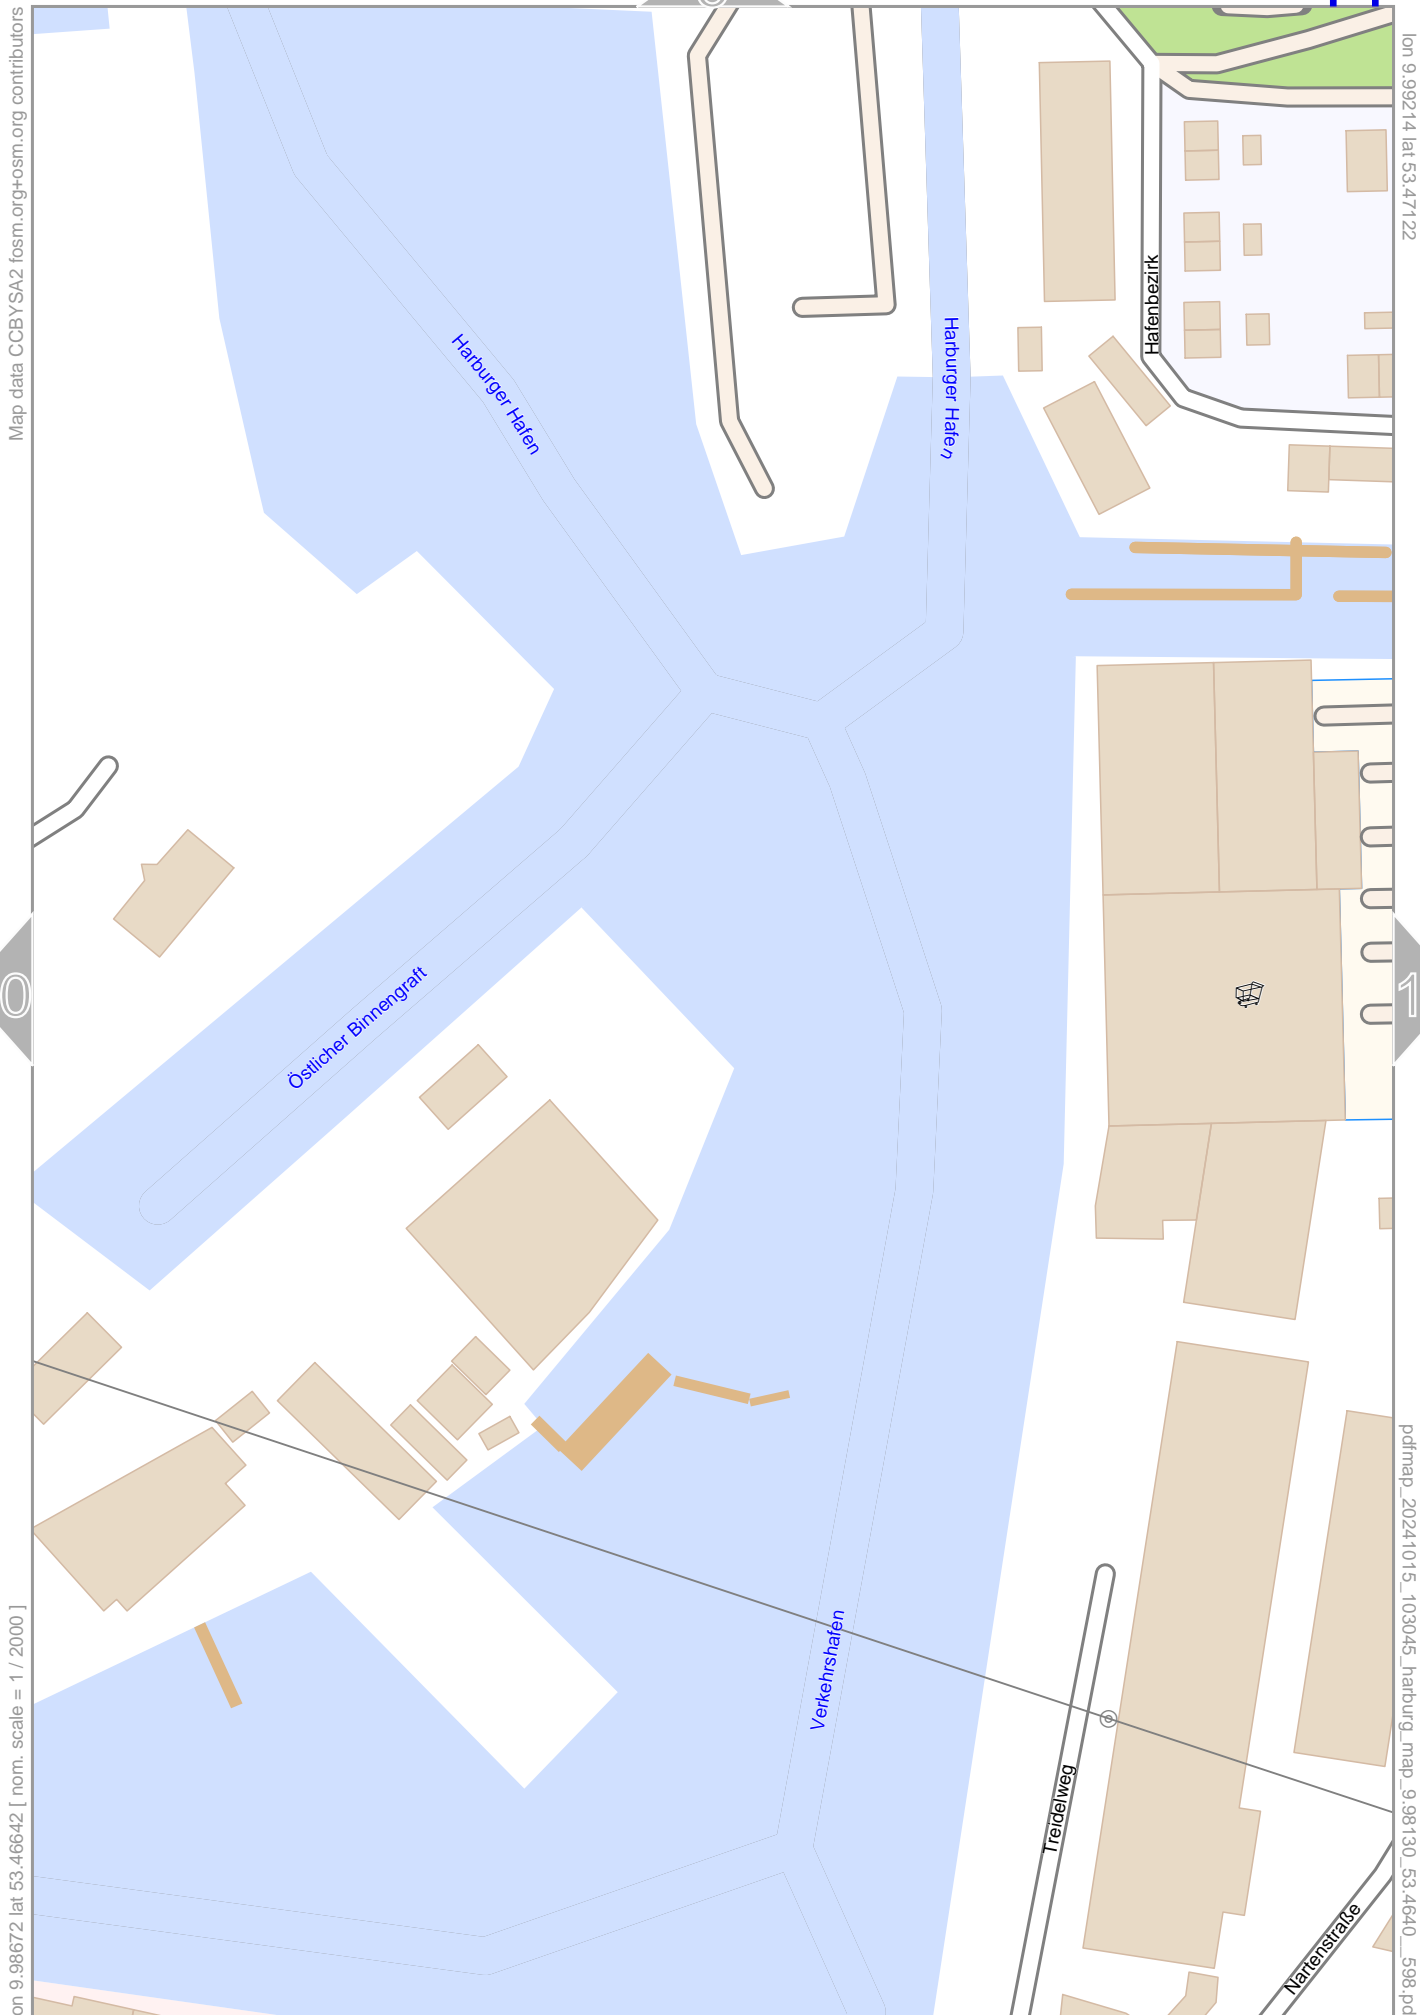 Map data CCBYSA2 fosm.org+osm.org contributors
lon 9.99214 lat 53.47122
Hafenbezirk
Harburger Hafen
Harburger Hafen
0
1
Östlicher Binnengraft
Verkehrshafen
Treidelweg
Nartenstraße
on 9.98672 lat 53.46642 [ nom. scale = 1 / 2000 ]
pdfmap_20241015_103045_harburg_map_9.98130_53.4640__598.pd